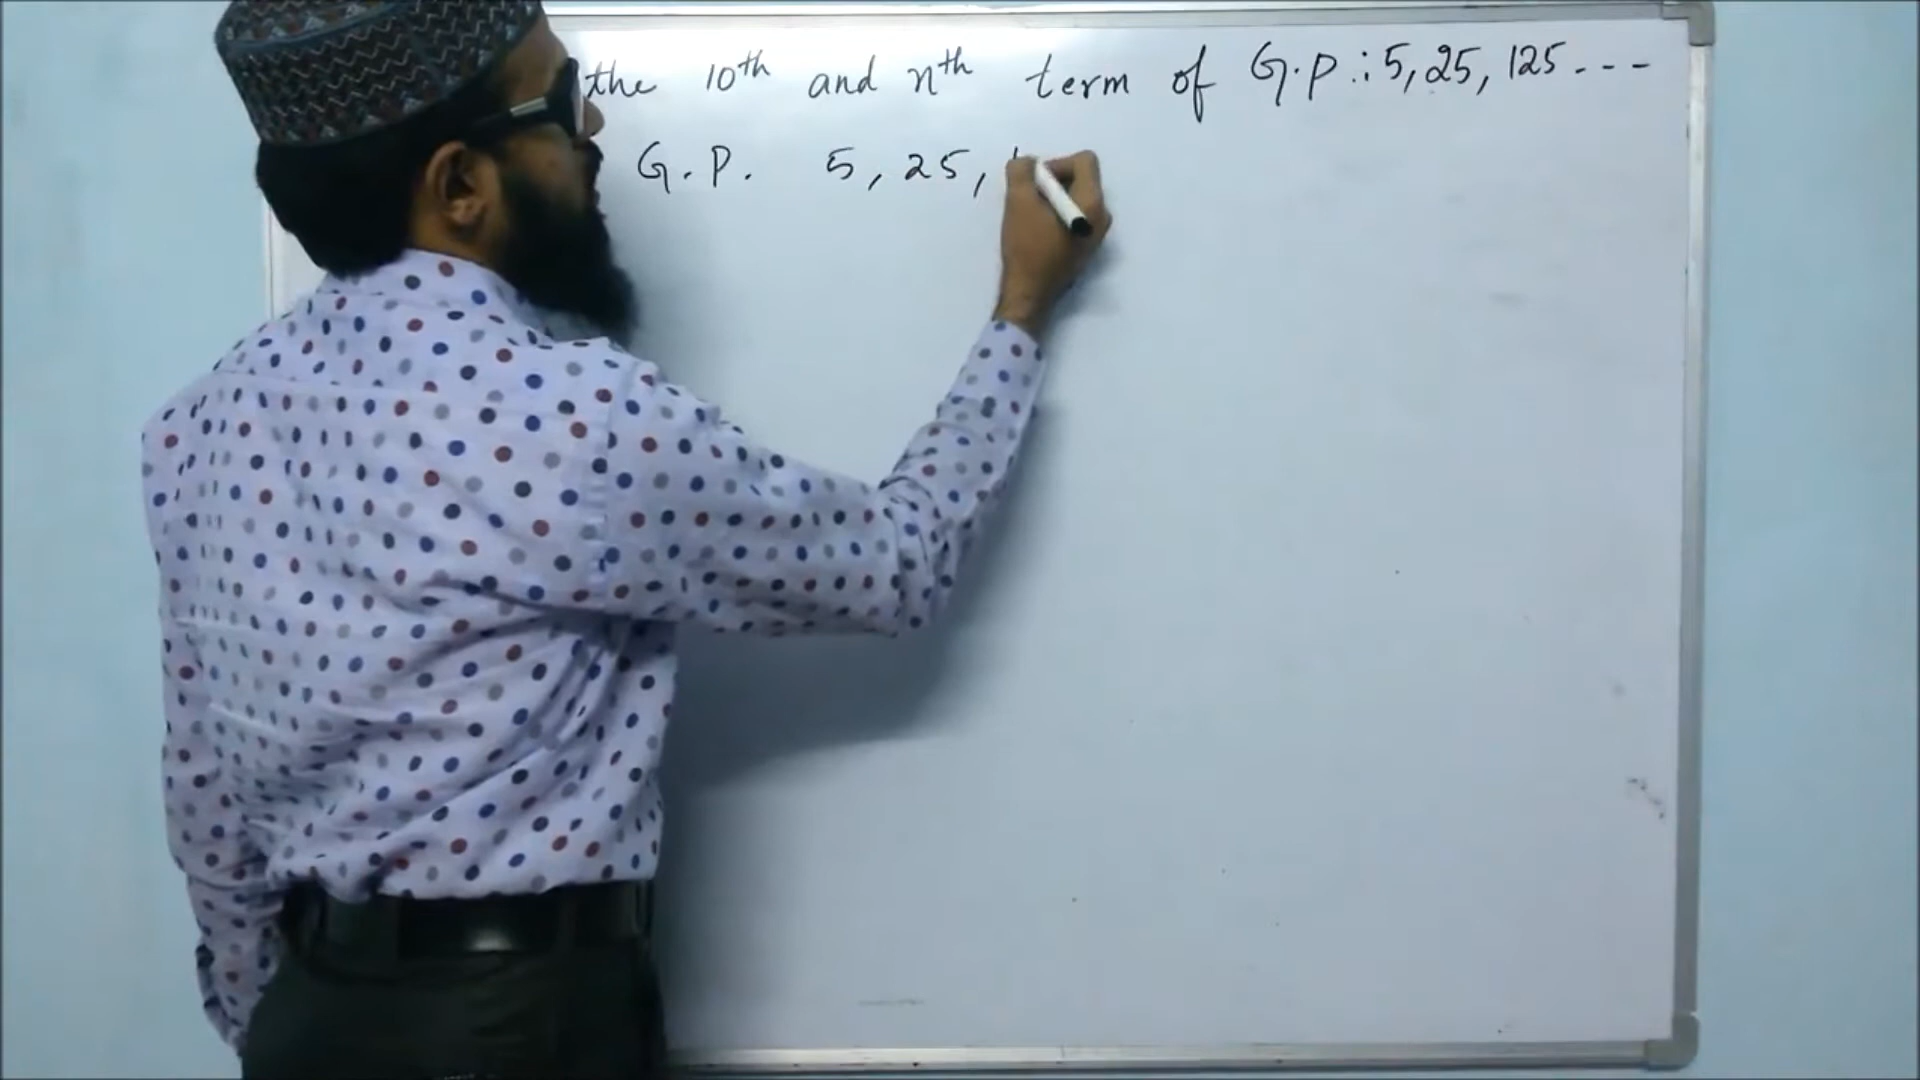 the 10th and nth term of G.P.: 5, 25, 125...
G.P. 5, 25,